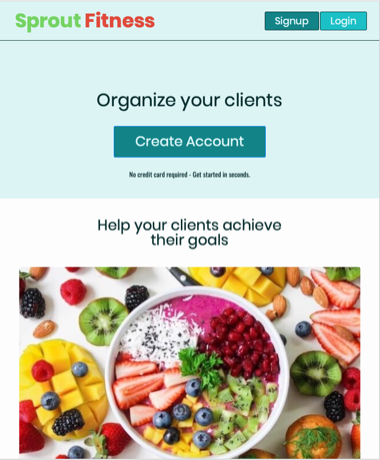 Sprout Fitness
Signup
Login
Organize your clients
Create Account
No credit card required - Get started in seconds.
Help your clients achieve
their goals